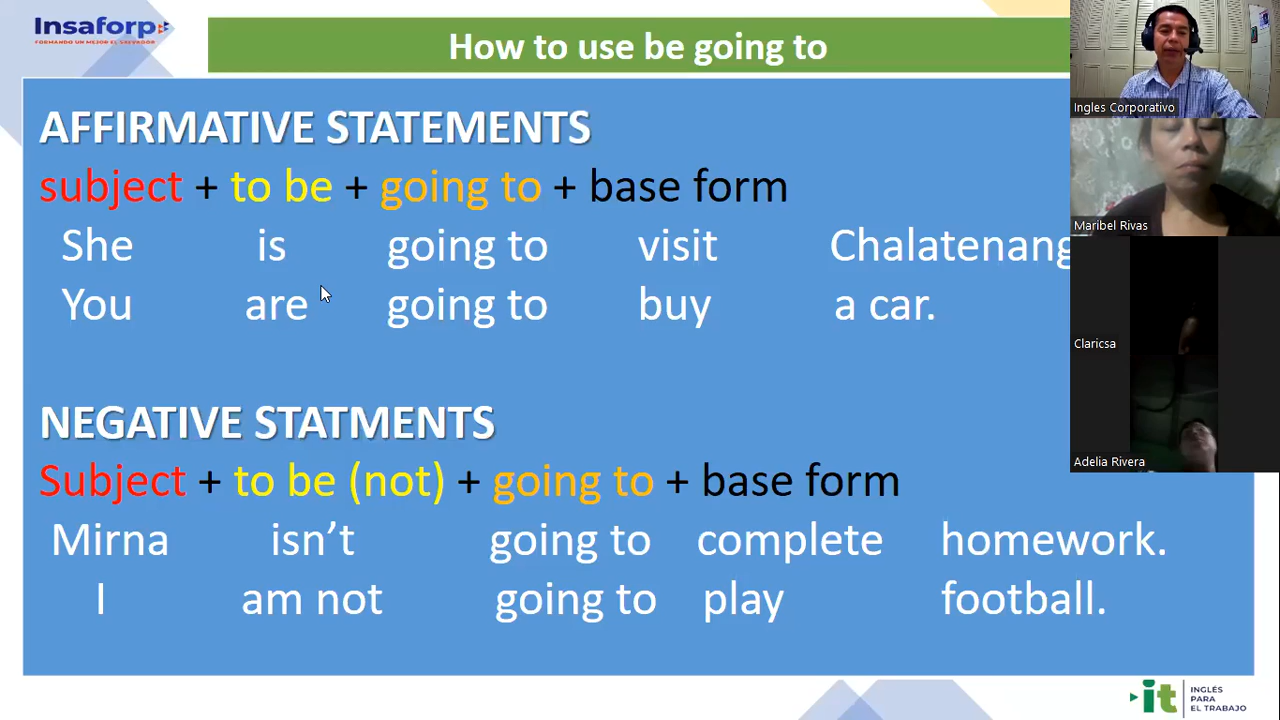 Insaforp
FORMANDO UN MEJOR EL SALVADOR
How to use be going to
AFFIRMATIVE STATEMENTS
subject + to be + going to + base form
She is going to visit Chalatenang
You are going to buy a car.
NEGATIVE STATMENTS
Subject + to be (not) + going to + base form
Mirna isn’t going to complete homework.
I am not going to play football.
Ingles Corporativo
Maribel Rivas
Claricsa
Adelia Rivera
it
INGLÉS
PARA
EL TRABAJO